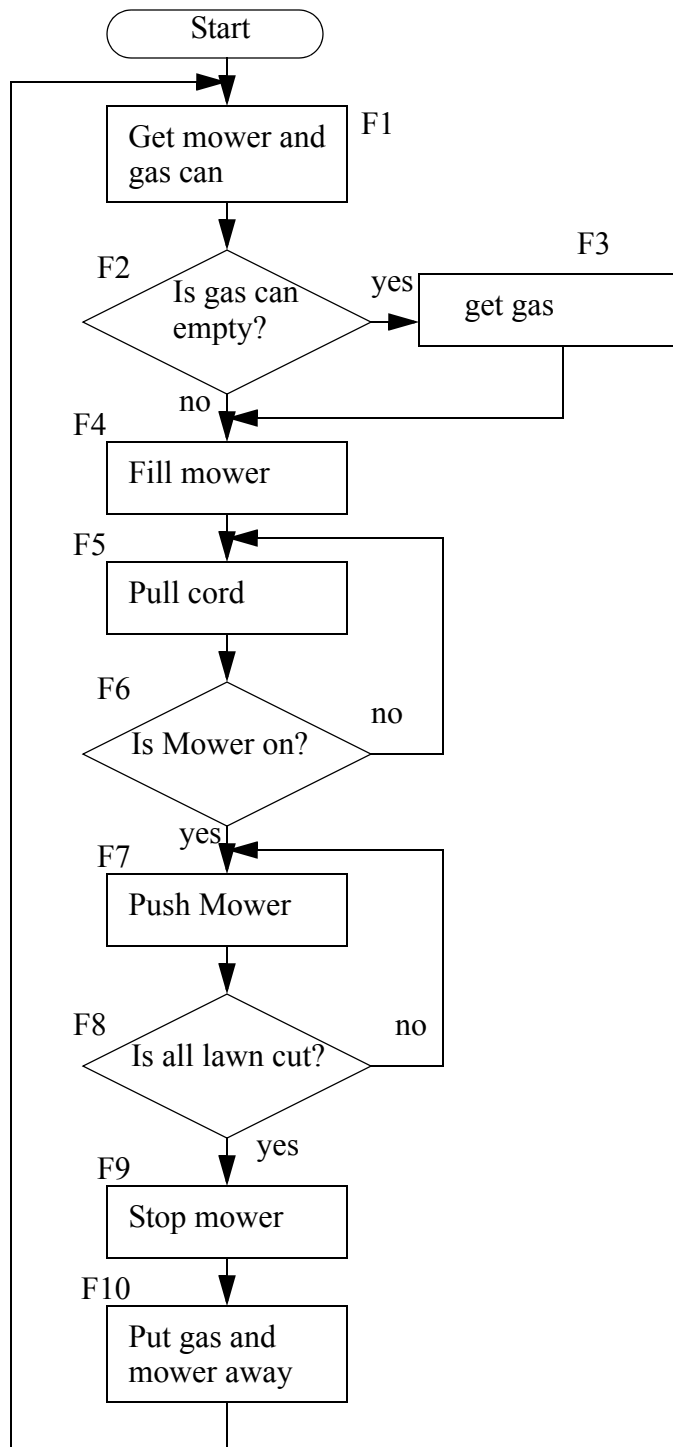 Start
F1
Get mower and
gas can
F2
F3
Is gas can
empty?
yes
get gas
no
F4
Fill mower
F5
Pull cord
F6
no
Is Mower on?
yes
F7
Push Mower
F8
no
Is all lawn cut?
yes
F9
Stop mower
F10
Put gas and
mower away